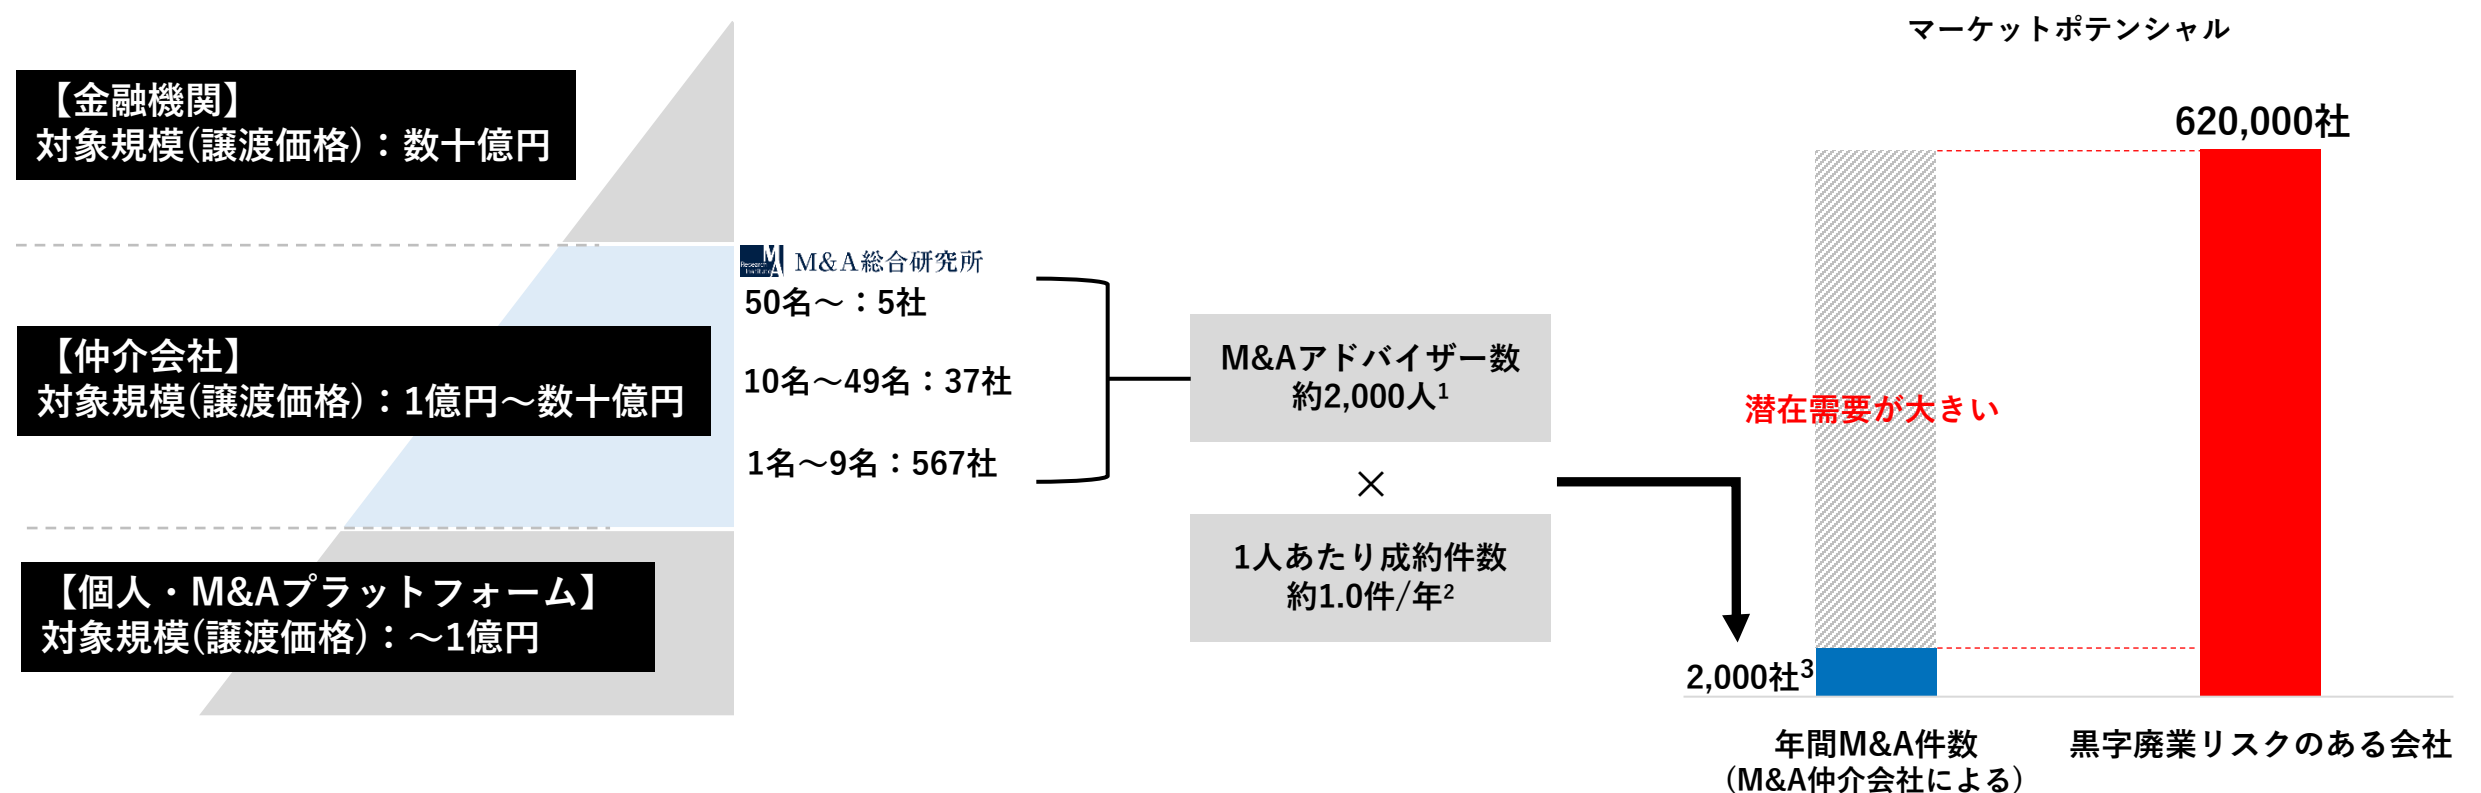 【金融機関】
対象規模(譲渡価格)：数十億円
【仲介会社】
対象規模(譲渡価格)：1億円～数十億円
【個人・M&Aプラットフォーム】
対象規模(譲渡価格)：～1億円
M&A
Research
Institute
M&A総合研究所
50名～：5社
10名～49名：37社
1名～9名：567社
M&Aアドバイザー数
約2,000人1
×
1人あたり成約件数
約1.0件/年2
マーケットポテンシャル
620,000社
潜在需要が大きい
2,000社3
年間M&A件数
(M&A仲介会社による)
黒字廃業リスクのある会社